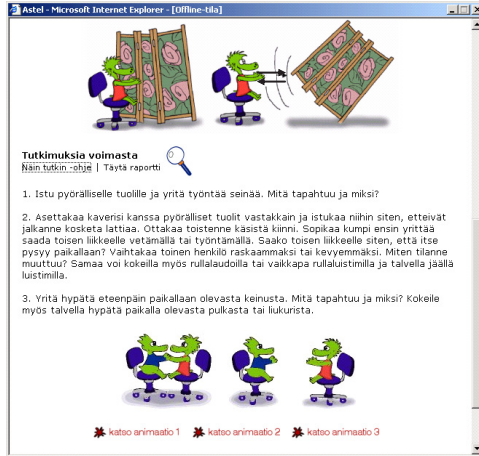 Astel - Microsoft Internet Explorer - [Offline-tila]
Tutkimuksia voimasta
Näin tutkin -ohje | Täytä raportti
1. Istu pyörälliselle tuolille ja yritä työntää seinää. Mitä tapahtuu ja miksi?
2. Asettakaa kaverisi kanssa pyörälliset tuolit vastakkain ja istukaa niihin siten, etteivät
jalkanne kosketa lattiaa. Ottakaa toistenne käsistä kiinni. Sopikaa kumpi ensin yrittää
saada toisen liikkeelle vetämällä tai työntämällä. Saako toisen liikkeelle siten, että itse
pysyy paikallaan? Vaihtakaa toinen henkilö raskaammaksi tai kevyemmäksi. Miten tilanne
muuttuu? Samaa voi kokeilla myös rullalaudoilla tai vaikkapa rullaluistimilla ja talvella jäällä
luistimilla.
3. Yritä hypätä eteenpäin paikallaan olevasta keinusta. Mitä tapahtuu ja miksi? Kokeile
myös talvella hypätä paikalla olevasta pulkasta tai liukurista.
katso animaatio 1 katso animaatio 2 katso animaatio 3